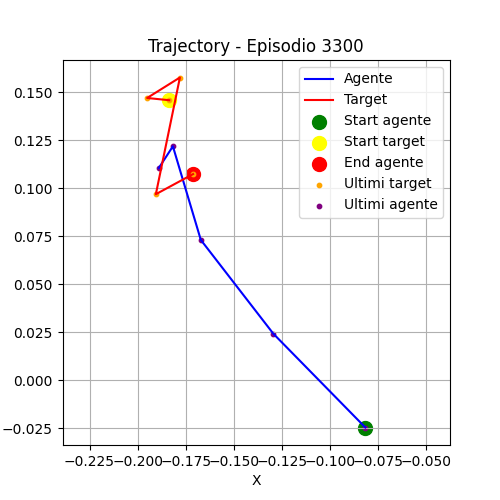 Trajectory - Episodio 3300
Agente
Target
Start agente
Start target
End agente
Ultimi target
Ultimi agente
0.150
0.125
0.100
0.075
0.050
0.025
0.000
−0.025
−0.225 −0.200 −0.175 −0.150 −0.125 −0.100 −0.075 −0.050
X